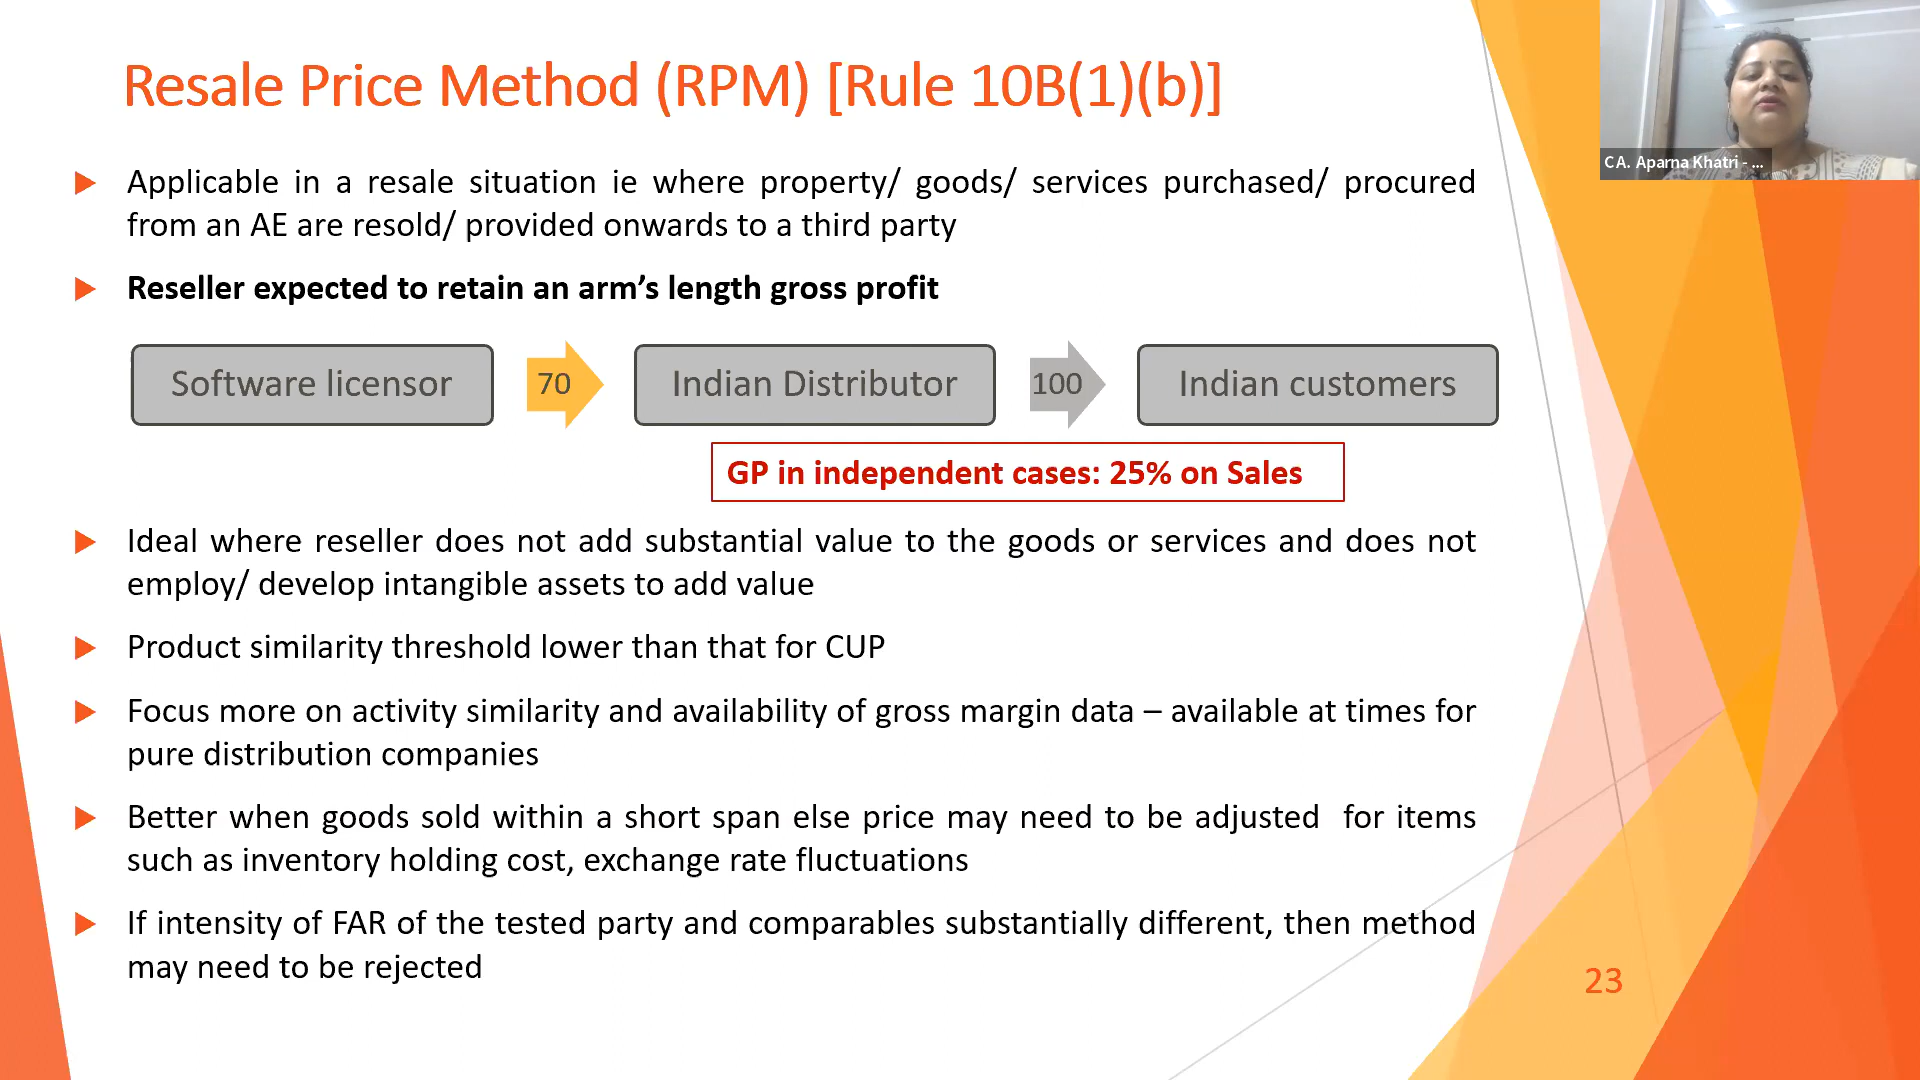 Resale Price Method (RPM) [Rule 10B(1)(b)]
CA. Aparna Khatri - ...
Applicable in a resale situation ie where property/ goods/ services purchased/ procured
from an AE are resold/ provided onwards to a third party
Reseller expected to retain an arm’s length gross profit
Software licensor
70
Indian Distributor
100
Indian customers
GP in independent cases: 25% on Sales
Ideal where reseller does not add substantial value to the goods or services and does not
employ/ develop intangible assets to add value
Product similarity threshold lower than that for CUP
Focus more on activity similarity and availability of gross margin data – available at times for
pure distribution companies
Better when goods sold within a short span else price may need to be adjusted for items
such as inventory holding cost, exchange rate fluctuations
If intensity of FAR of the tested party and comparables substantially different, then method
may need to be rejected
23